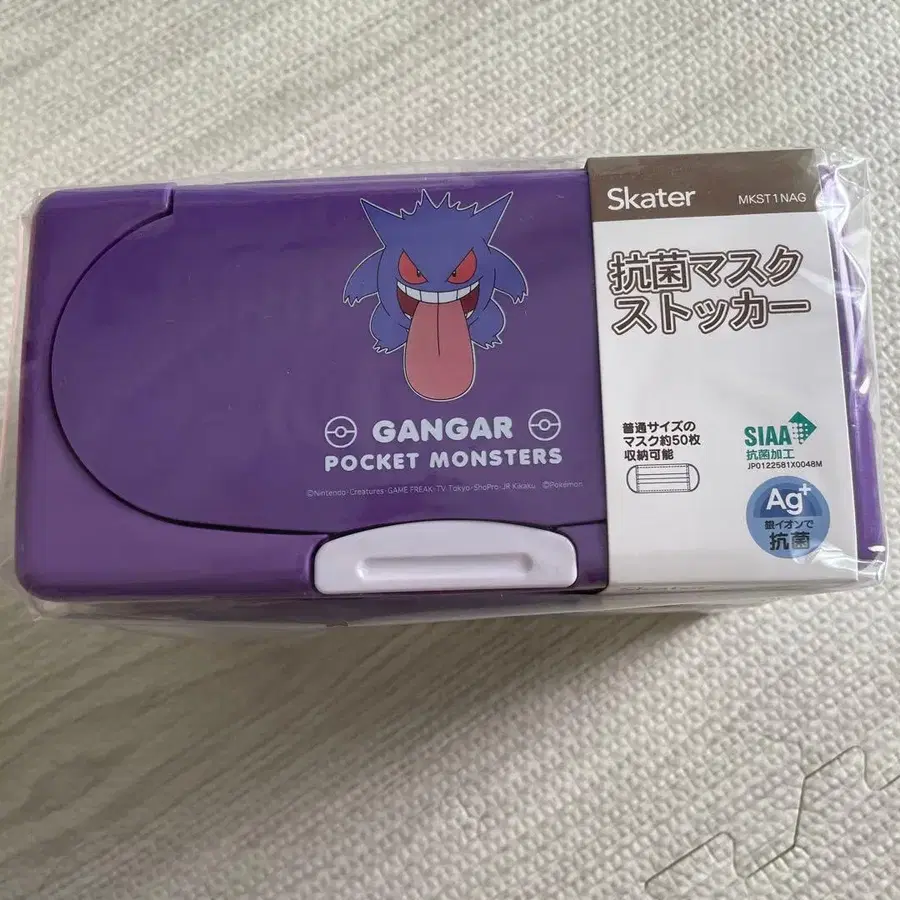 Skater
MKST1NAG
抗菌マスク
ストッカー
普通サイズの
マスク約50枚
収納可能
SIAA
抗菌加工
JP0122581X0048M
Ag+
銀イオンで
抗菌
GANGAR
POCKET MONSTERS
©Nintendo・Creatures・GAME FREAK・TV Tokyo・ShoPro・JR Kikaku ©Pokémon